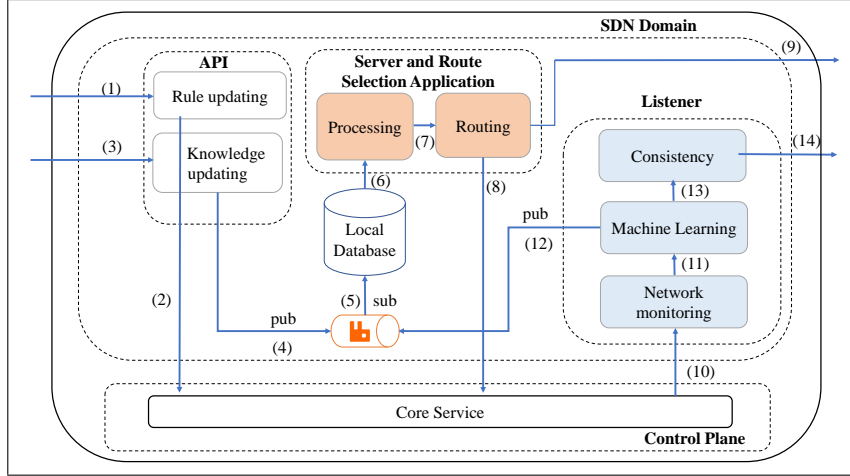 SDN Domain
(9)
API
Server and Route
Selection Application
(1)
Rule updating
Listener
Processing
Routing
(7)
(3)
Knowledge
updating
Consistency
(14)
(6)
(8)
(13)
Local
Database
pub
(12)
Machine Learning
(11)
(2)
(5)
sub
Network
monitoring
pub
(4)
(10)
Core Service
Control Plane